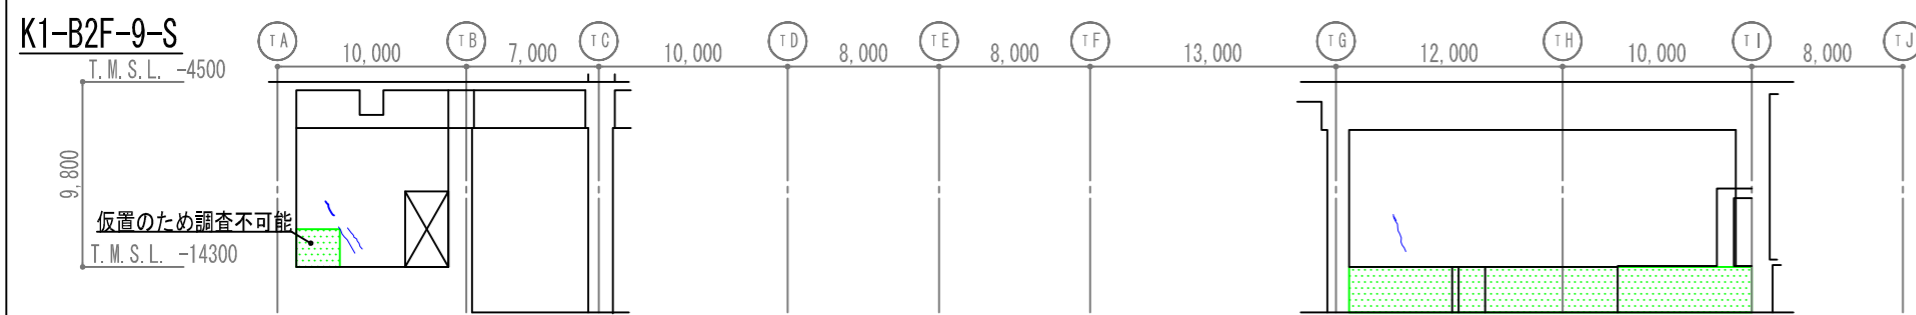 K1-B2F-9-S
TA TB TC TD TE TF TG TH TI TJ
10,000 7,000 10,000 8,000 8,000 13,000 12,000 10,000 8,000
T.M.S.L. -4500
9,800
仮置のため調査不可能
T.M.S.L. -14300